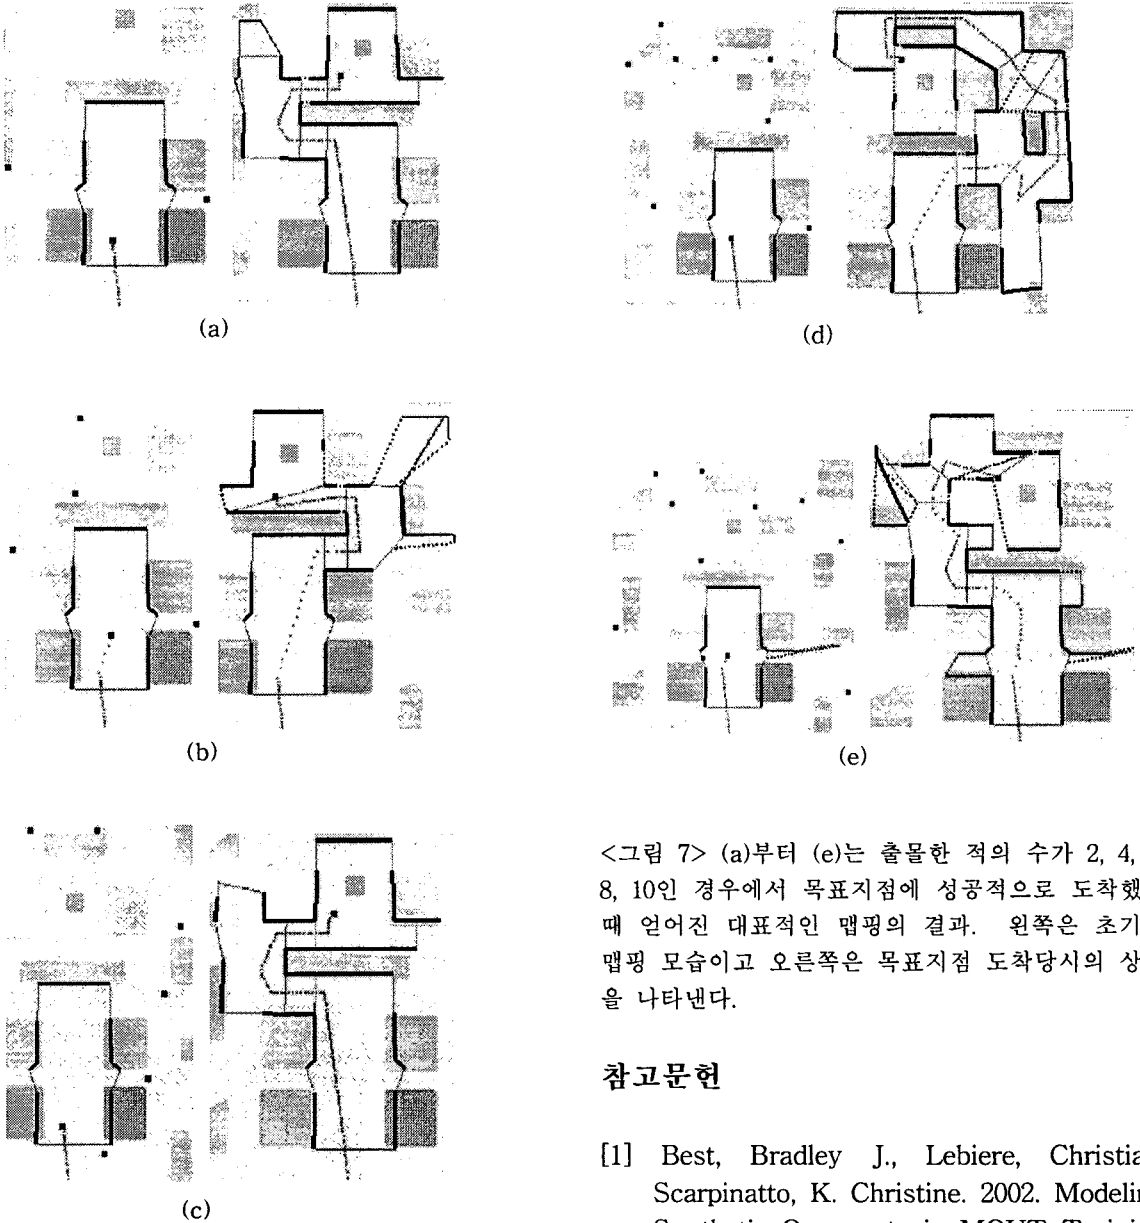 (a)
(b)
(c)
(d)
(e)
<그림 7> (a)부터 (e)는 출몰한 적의 수가 2, 4,
8, 10인 경우에서 목표지점에 성공적으로 도착했
때 얻어진 대표적인 맵핑의 결과. 왼쪽은 초기
맵핑 모습이고 오른쪽은 목표지점 도착당시의 상
을 나타낸다.
참고문헌
[1] Best, Bradley J., Lebiere, Christia
Scarpinatto, K. Christine. 2002. Modelin